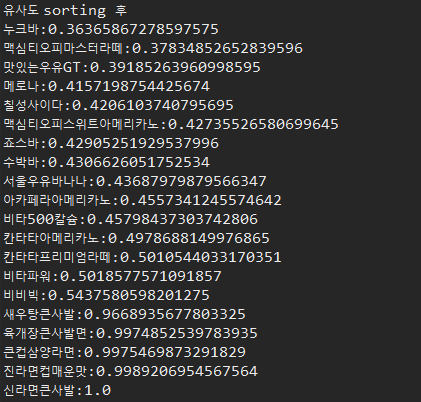 유사도 sorting 후
누크바:0.36365867278597575
맥심티오피마스터라떼:0.37834852652839596
맛있는우유GT:0.39185263960998595
메로나:0.4157198754425674
칠성사이다:0.4206103740795695
맥심티오피스위트아메리카노:0.42735526580699645
죠스바:0.42905251929537996
수박바:0.4306626051752534
서울우유바나나:0.43687979879566347
아카페라아메리카노:0.4557341245574642
비타500칼슘:0.45798437303742806
칸타타아메리카노:0.4978688149976865
칸타타프리미엄라떼:0.5010544033170351
비타파워:0.5018577571091857
비비빅:0.5437580598201275
새우탕큰사발:0.9668935677803325
육개장큰사발면:0.9974852539783935
큰컵삼양라면:0.9975469873291829
진라면컵매운맛:0.9989206954567564
신라면큰사발:1.0